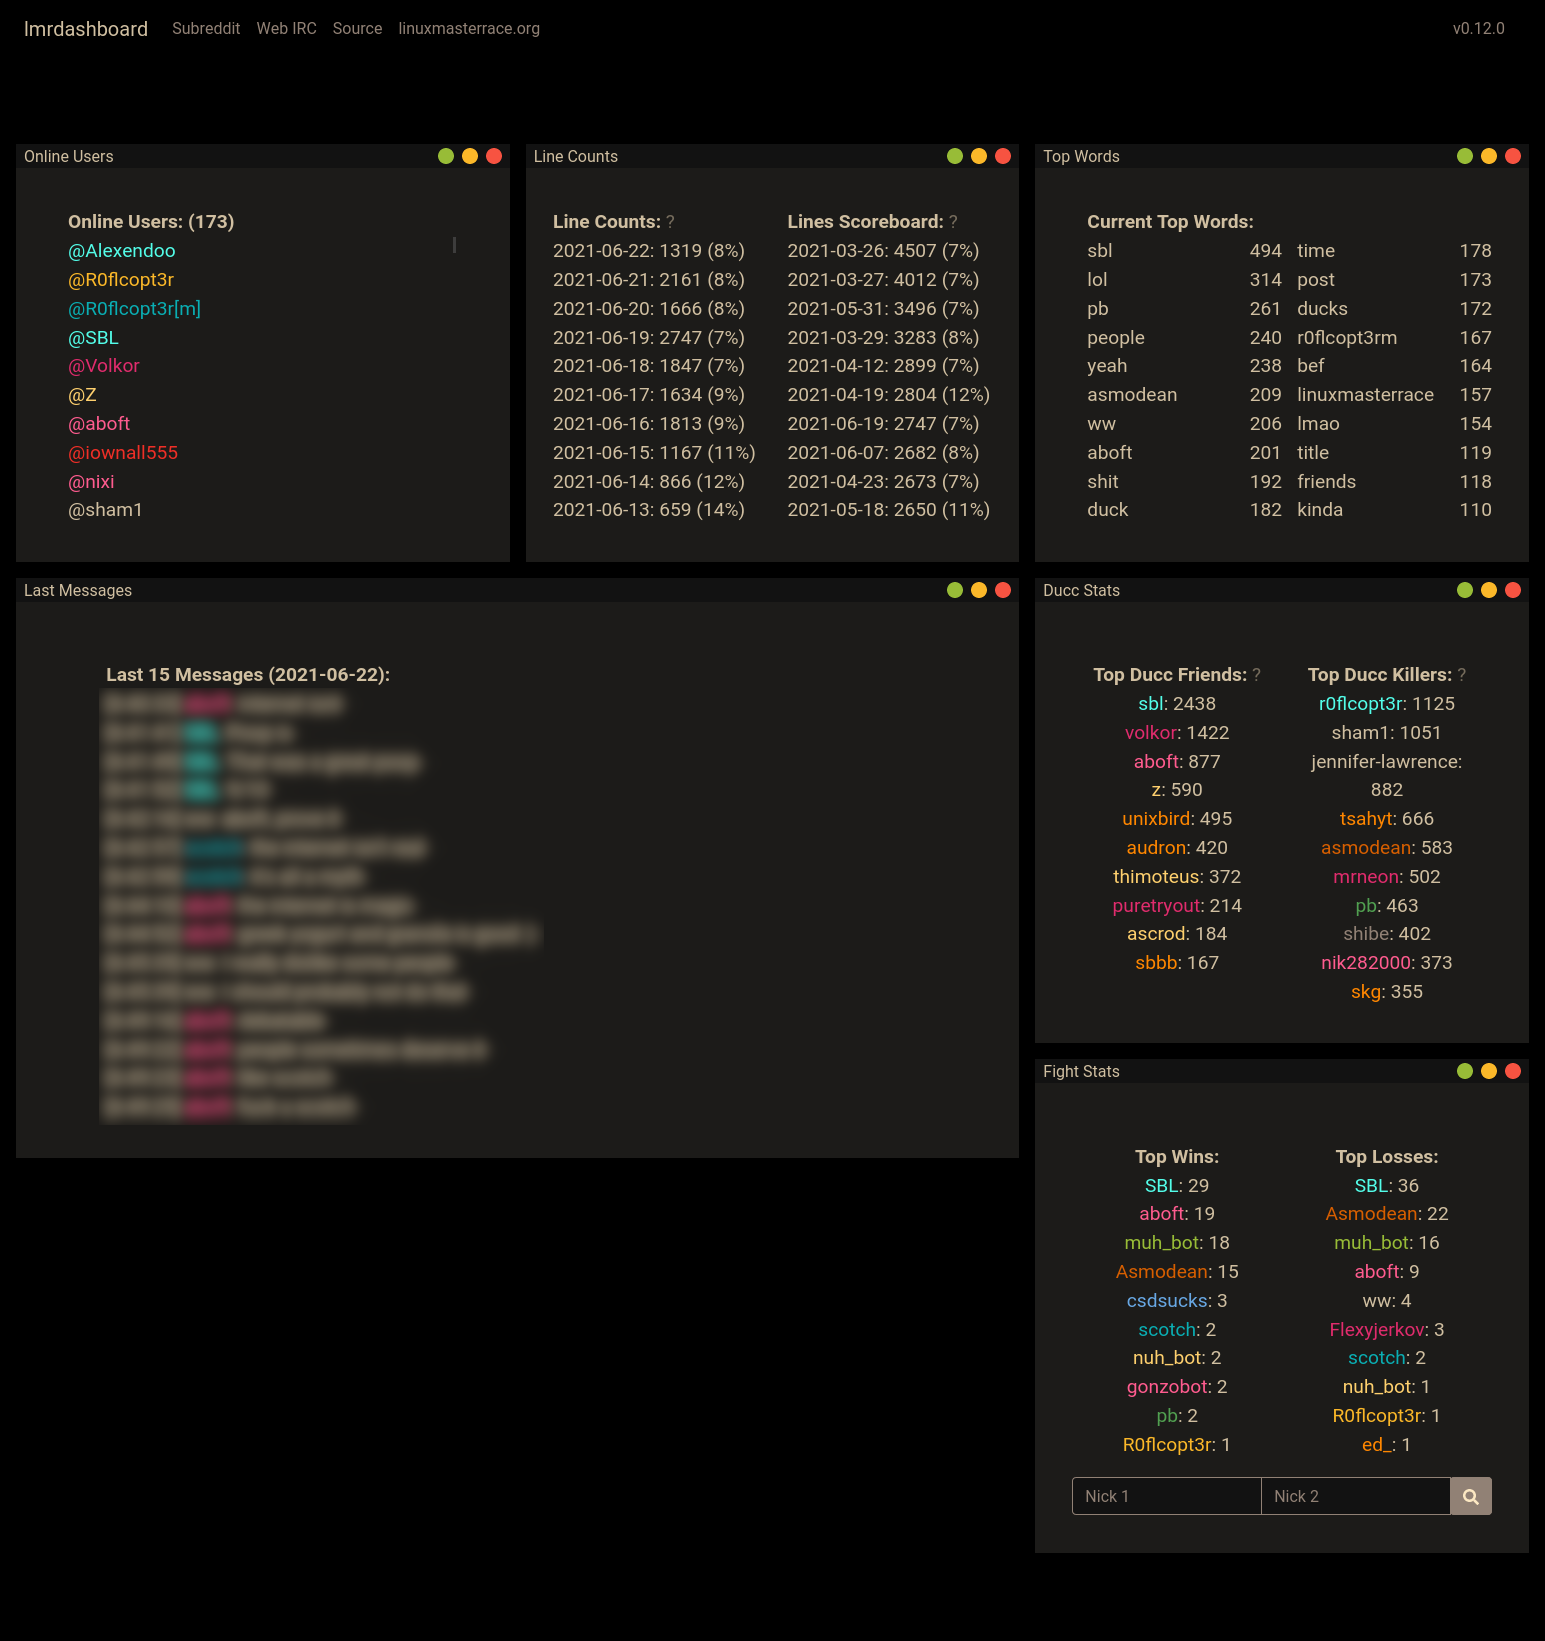 lmrdashboard Subreddit Web IRC Source linuxmasterrace.org v0.12.0
Online Users
Online Users: (173)
@Alexendoo
@R0flcopt3r
@R0flcopt3r[m]
@SBL
@Volkor
@Z
@aboft
@iownall555
@nixi
@sham1
Line Counts
Line Counts: ?
2021-06-22: 1319 (8%)
2021-06-21: 2161 (8%)
2021-06-20: 1666 (8%)
2021-06-19: 2747 (7%)
2021-06-18: 1847 (7%)
2021-06-17: 1634 (9%)
2021-06-16: 1813 (9%)
2021-06-15: 1167 (11%)
2021-06-14: 866 (12%)
2021-06-13: 659 (14%)
Lines Scoreboard: ?
2021-03-26: 4507 (7%)
2021-03-27: 4012 (7%)
2021-05-31: 3496 (7%)
2021-03-29: 3283 (8%)
2021-04-12: 2899 (7%)
2021-04-19: 2804 (12%)
2021-06-19: 2747 (7%)
2021-06-07: 2682 (8%)
2021-04-23: 2673 (7%)
2021-05-18: 2650 (11%)
Top Words
Current Top Words:
sbl 494 time 178
lol 314 post 173
pb 261 ducks 172
people 240 r0flcopt3rm 167
yeah 238 bef 164
asmodean 209 linuxmasterrace 157
ww 206 lmao 154
aboft 201 title 119
shit 192 friends 118
duck 182 kinda 110
Last Messages
Last 15 Messages (2021-06-22):
Ducc Stats
Top Ducc Friends: ?
sbl: 2438
volkor: 1422
aboft: 877
z: 590
unixbird: 495
audron: 420
thimoteus: 372
puretryout: 214
ascrod: 184
sbbb: 167
Top Ducc Killers: ?
r0flcopt3r: 1125
sham1: 1051
jennifer-lawrence:
882
tsahyt: 666
asmodean: 583
mrneon: 502
pb: 463
shibe: 402
nik282000: 373
skg: 355
Fight Stats
Top Wins:
SBL: 29
aboft: 19
muh_bot: 18
Asmodean: 15
csdsucks: 3
scotch: 2
nuh_bot: 2
gonzobot: 2
pb: 2
R0flcopt3r: 1
Top Losses:
SBL: 36
Asmodean: 22
muh_bot: 16
aboft: 9
ww: 4
Flexyjerkov: 3
scotch: 2
nuh_bot: 1
R0flcopt3r: 1
ed_: 1
Nick 1 Nick 2